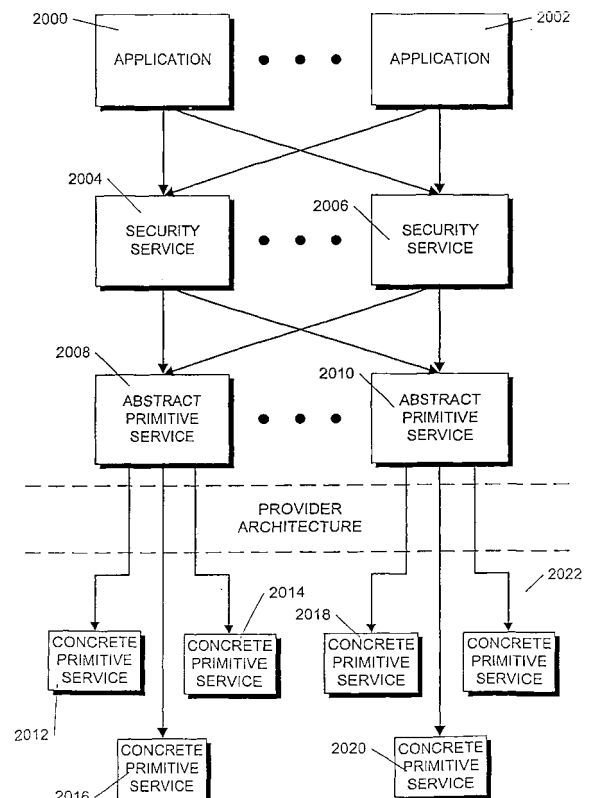 2000
2002
APPLICATION
APPLICATION
2004
2006
SECURITY
SERVICE
SECURITY
SERVICE
2008
2010
ABSTRACT
PRIMITIVE
SERVICE
ABSTRACT
PRIMITIVE
SERVICE
PROVIDER
ARCHITECTURE
2014
2018
2022
CONCRETE
PRIMITIVE
SERVICE
CONCRETE
PRIMITIVE
SERVICE
CONCRETE
PRIMITIVE
SERVICE
CONCRETE
PRIMITIVE
SERVICE
2012
2016
CONCRETE
PRIMITIVE
SERVICE
2020
CONCRETE
PRIMITIVE
SERVICE